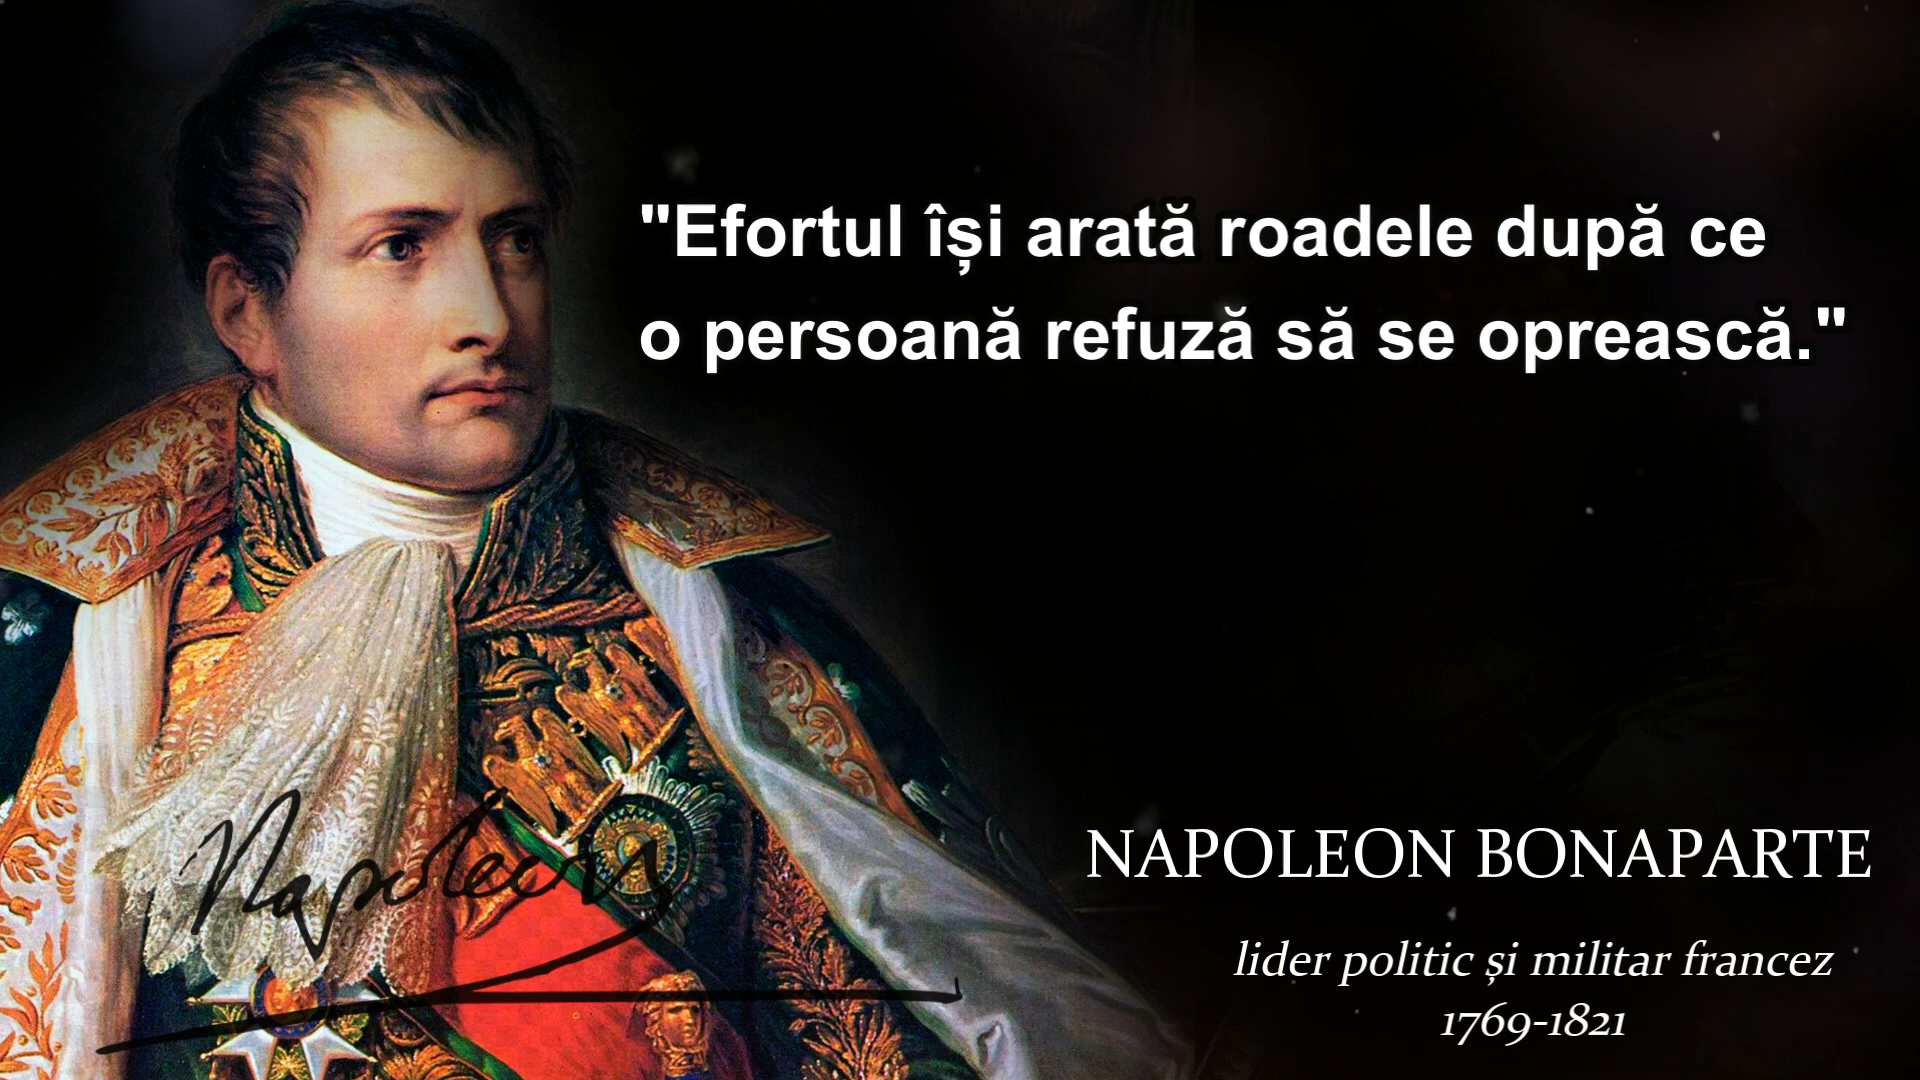 "Efortul își arată roadele după ce
o persoană refuză să se oprească."
Napoleon
NAPOLEON BONAPARTE
lider politic și militar francez
1769-1821